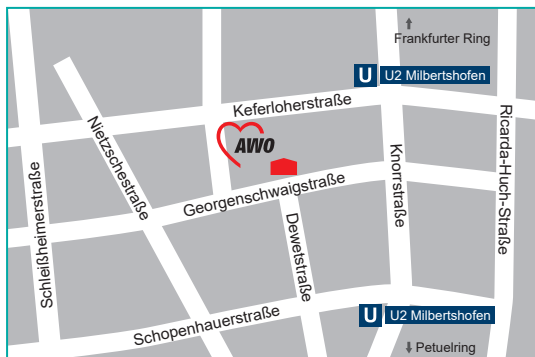 Frankfurter Ring
U U2 Milbertshofen
Keferloherstraße
Nietzschestraße
AWO
Knorrstraße
Ricarda-Huch-Straße
Schleißheimerstraße
Georgenschwaigstraße
Dewetstraße
U U2 Milbertshofen
Schopenhauerstraße
Petuelring